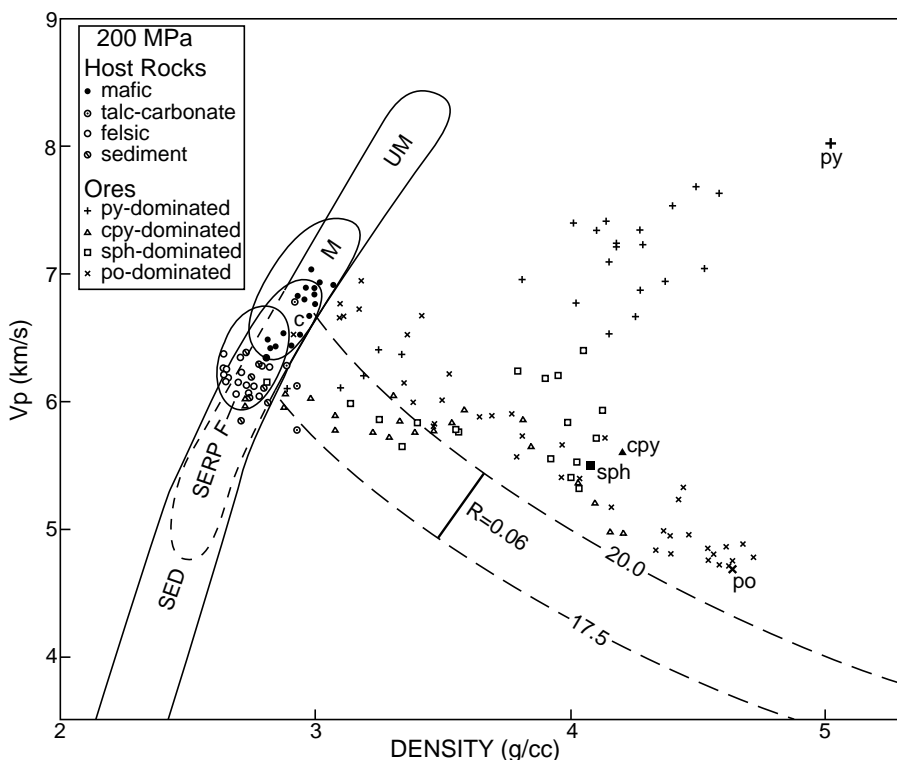 9
8
7
6
5
4
Vp (km/s)
200 MPa
Host Rocks
mafic
talc-carbonate
felsic
sediment
Ores
py-dominated
cpy-dominated
sph-dominated
po-dominated
UM
M
c
F
SERP
SED
py
cpy
sph
po
R=0.06
20.0
17.5
2
3
4
5
DENSITY (g/cc)